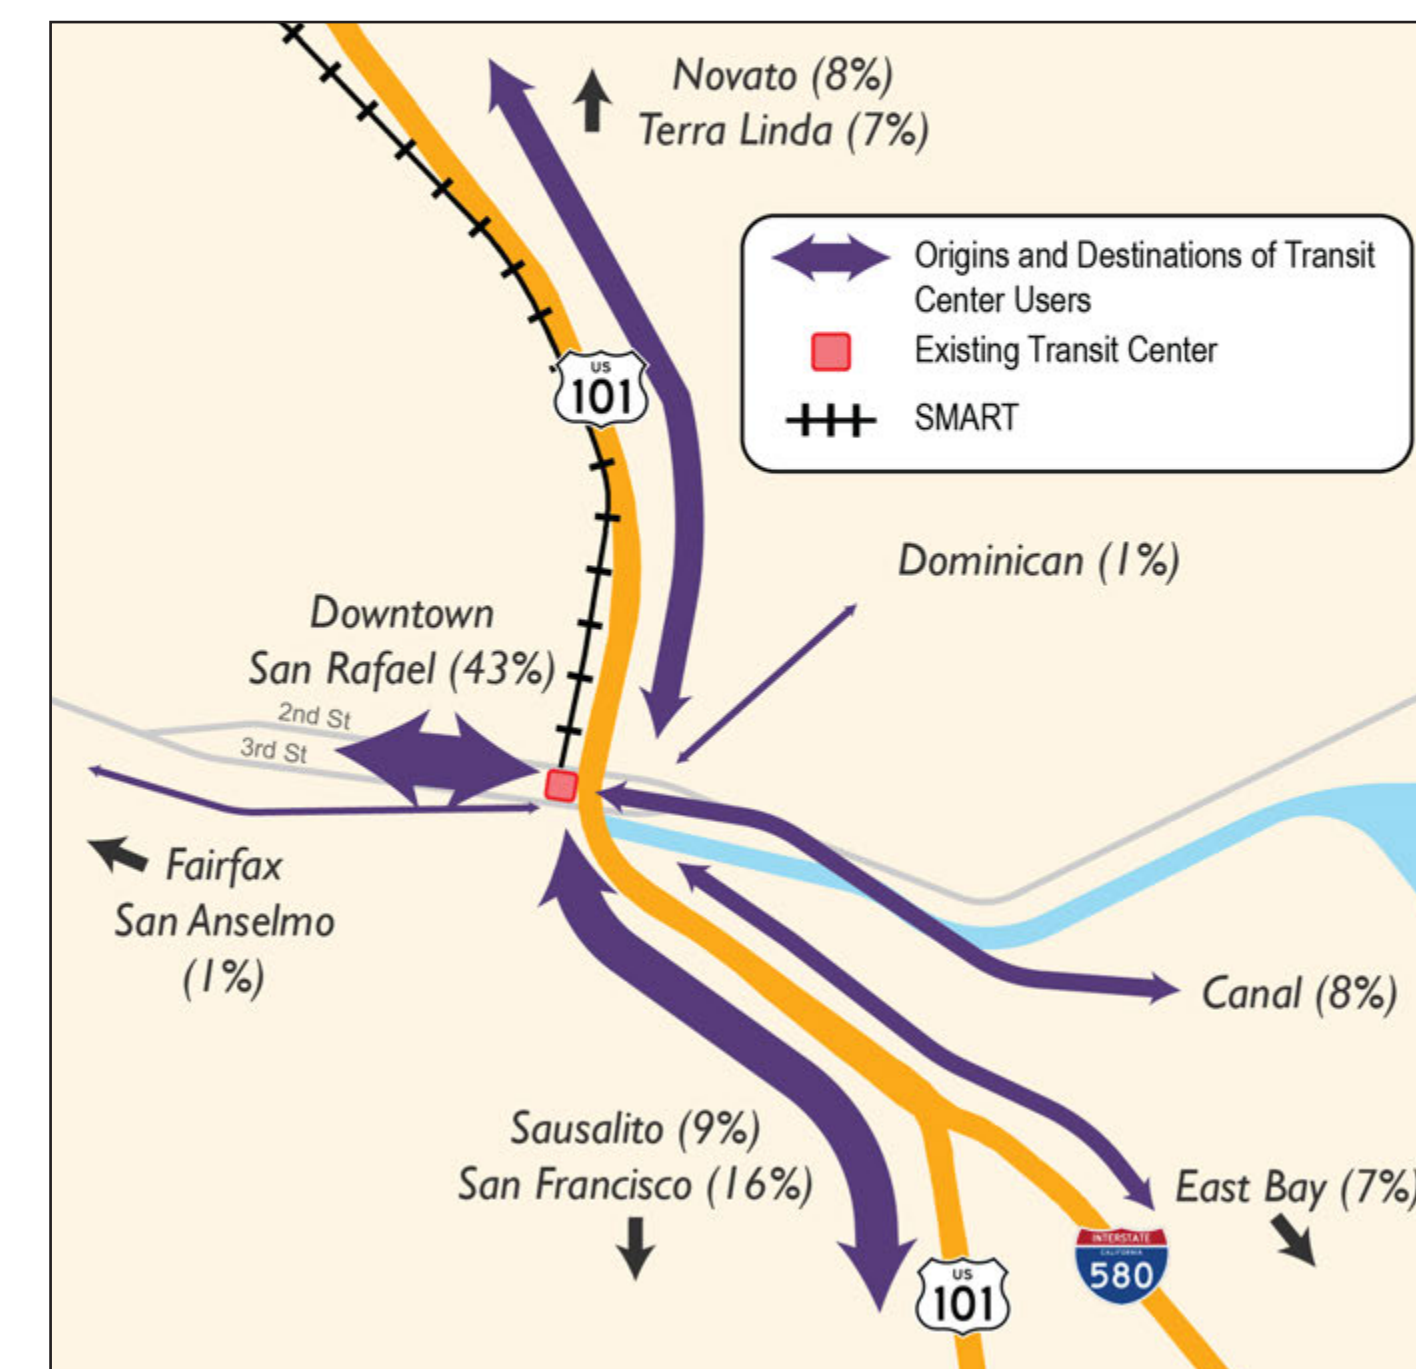 Novato (8%)
Terra Linda (7%)
Origins and Destinations of Transit
Center Users
Existing Transit Center
SMART
US
101
Dominican (1%)
Downtown
San Rafael (43%)
2nd St
3rd St
Fairfax
San Anselmo
(1%)
Canal (8%)
Sausalito (9%)
San Francisco (16%)
East Bay (7%)
INTERSTATE
CALIFORNIA
580
US
101